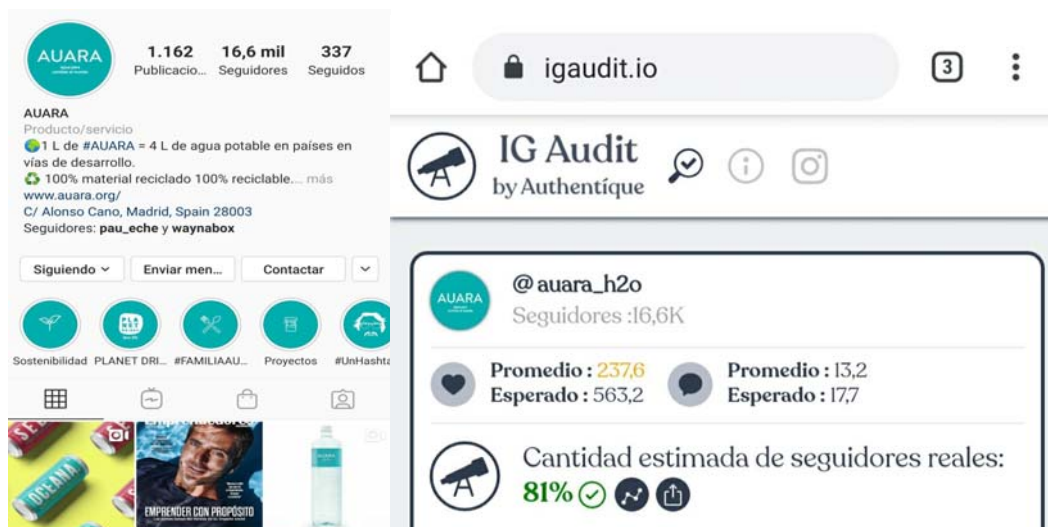 AUARA
1.162 16,6 mil 337
Publicacio... Seguidores Seguidos
AUARA
Producto/servicio
1 L de #AUARA = 4 L de agua potable en países en
vías de desarrollo.
100% material reciclado 100% reciclable.... más
www.auara.org/
C/ Alonso Cano, Madrid, Spain 28003
Seguidores: pau_eche y waynabox
Siguiendo Enviar men... Contactar
PLA
NET
Sostenibilidad PLANET DRI... #FAMILIAAU... Proyectos #UnHashta
OCEANA
EMPRENDER CON PROPÓSITO
AUARA
igaudit.io 3
IG Audit
by Authentíque
AUARA
@auara_h2o
Seguidores :16,6K
Promedio : 237,6 Promedio : 13,2
Esperado : 563,2 Esperado : 17,7
Cantidad estimada de seguidores reales:
81%